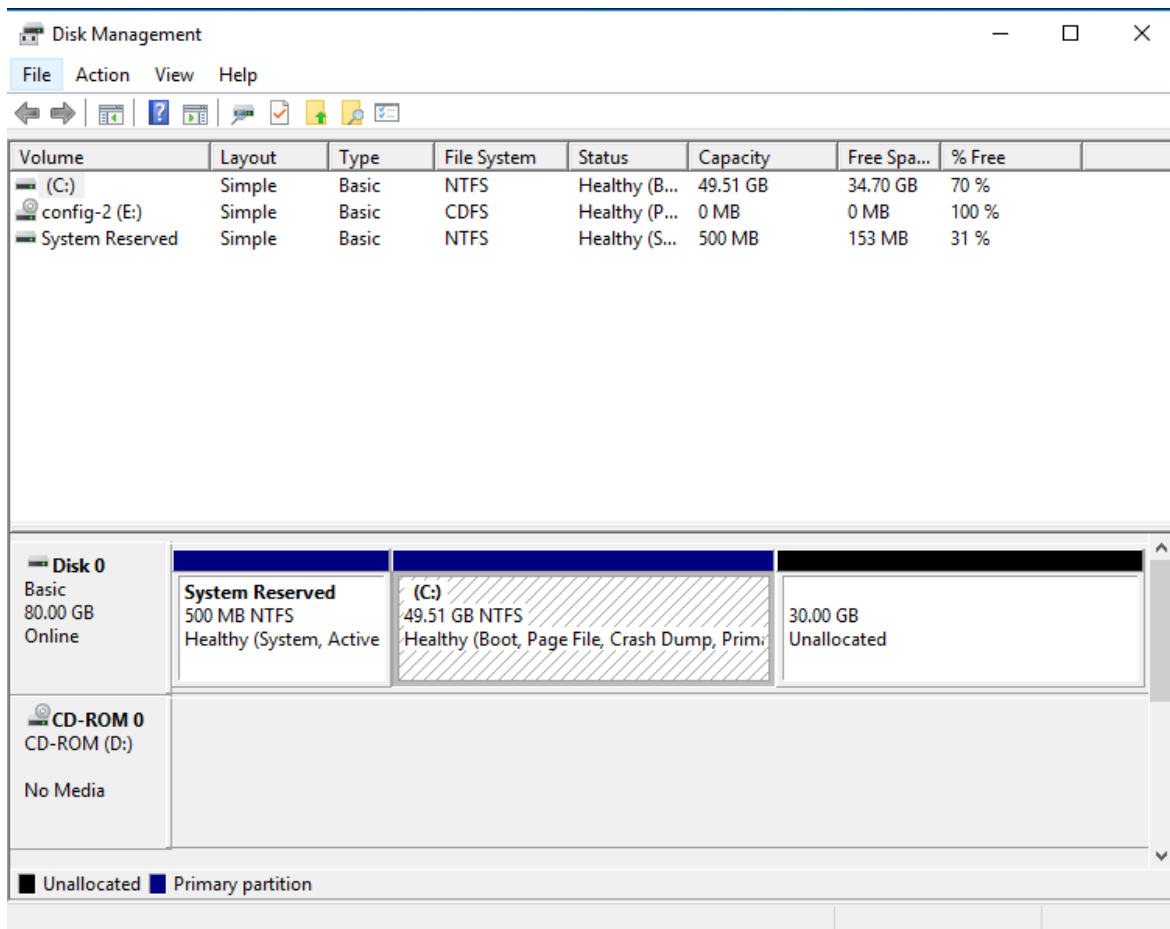 Disk Management
File Action View Help
Volume Layout Type File System Status Capacity Free Spa... % Free
(C:) Simple Basic NTFS Healthy (B... 49.51 GB 34.70 GB 70 %
config-2 (E:) Simple Basic CDFS Healthy (P... 0 MB 0 MB 100 %
System Reserved Simple Basic NTFS Healthy (S... 500 MB 153 MB 31 %
Disk 0
Basic
80.00 GB
Online
System Reserved
500 MB NTFS
Healthy (System, Active
(C:)
49.51 GB NTFS
Healthy (Boot, Page File, Crash Dump, Prima
30.00 GB
Unallocated
CD-ROM 0
CD-ROM (D:)
No Media
Unallocated Primary partition